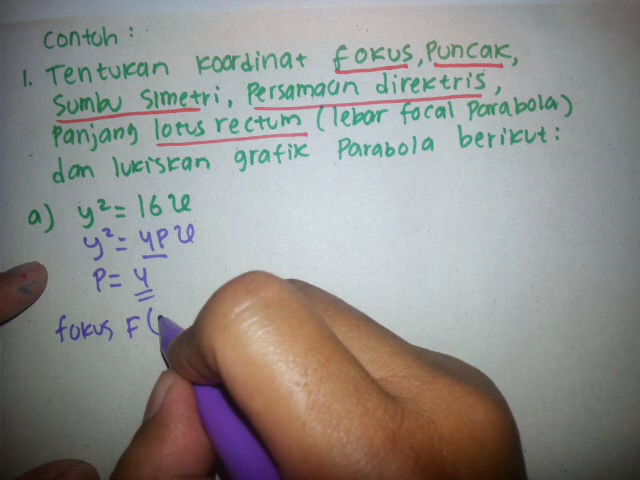 Contoh :
1. Tentukan koordinat fokus, Puncak,
Sumbu Simetri, Persamaan direktris,
Panjang lotus rectum (lebar focal Parabola)
dan lukiskan grafik Parabola berikut:
a) y² = 16x
y² = 4Px
P = 4
fokus F(